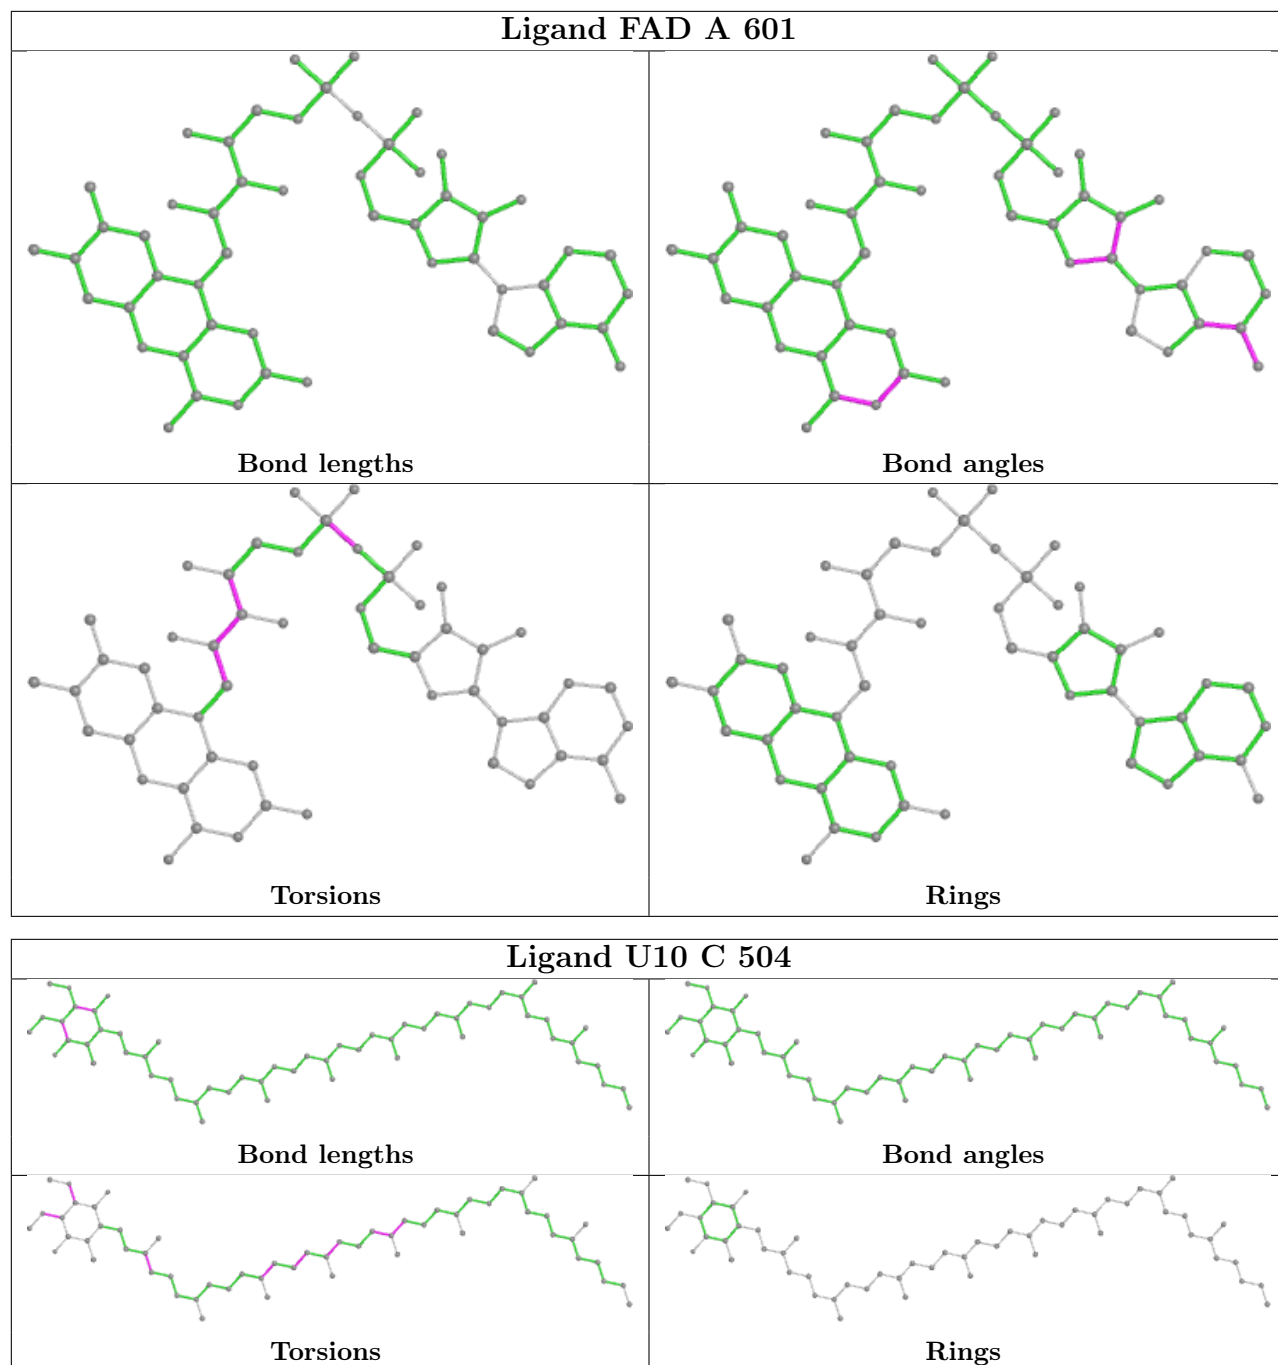 Ligand FAD A 601
Bond lengths
Bond angles
Torsions
Rings
Ligand U10 C 504
Bond lengths
Bond angles
Torsions
Rings